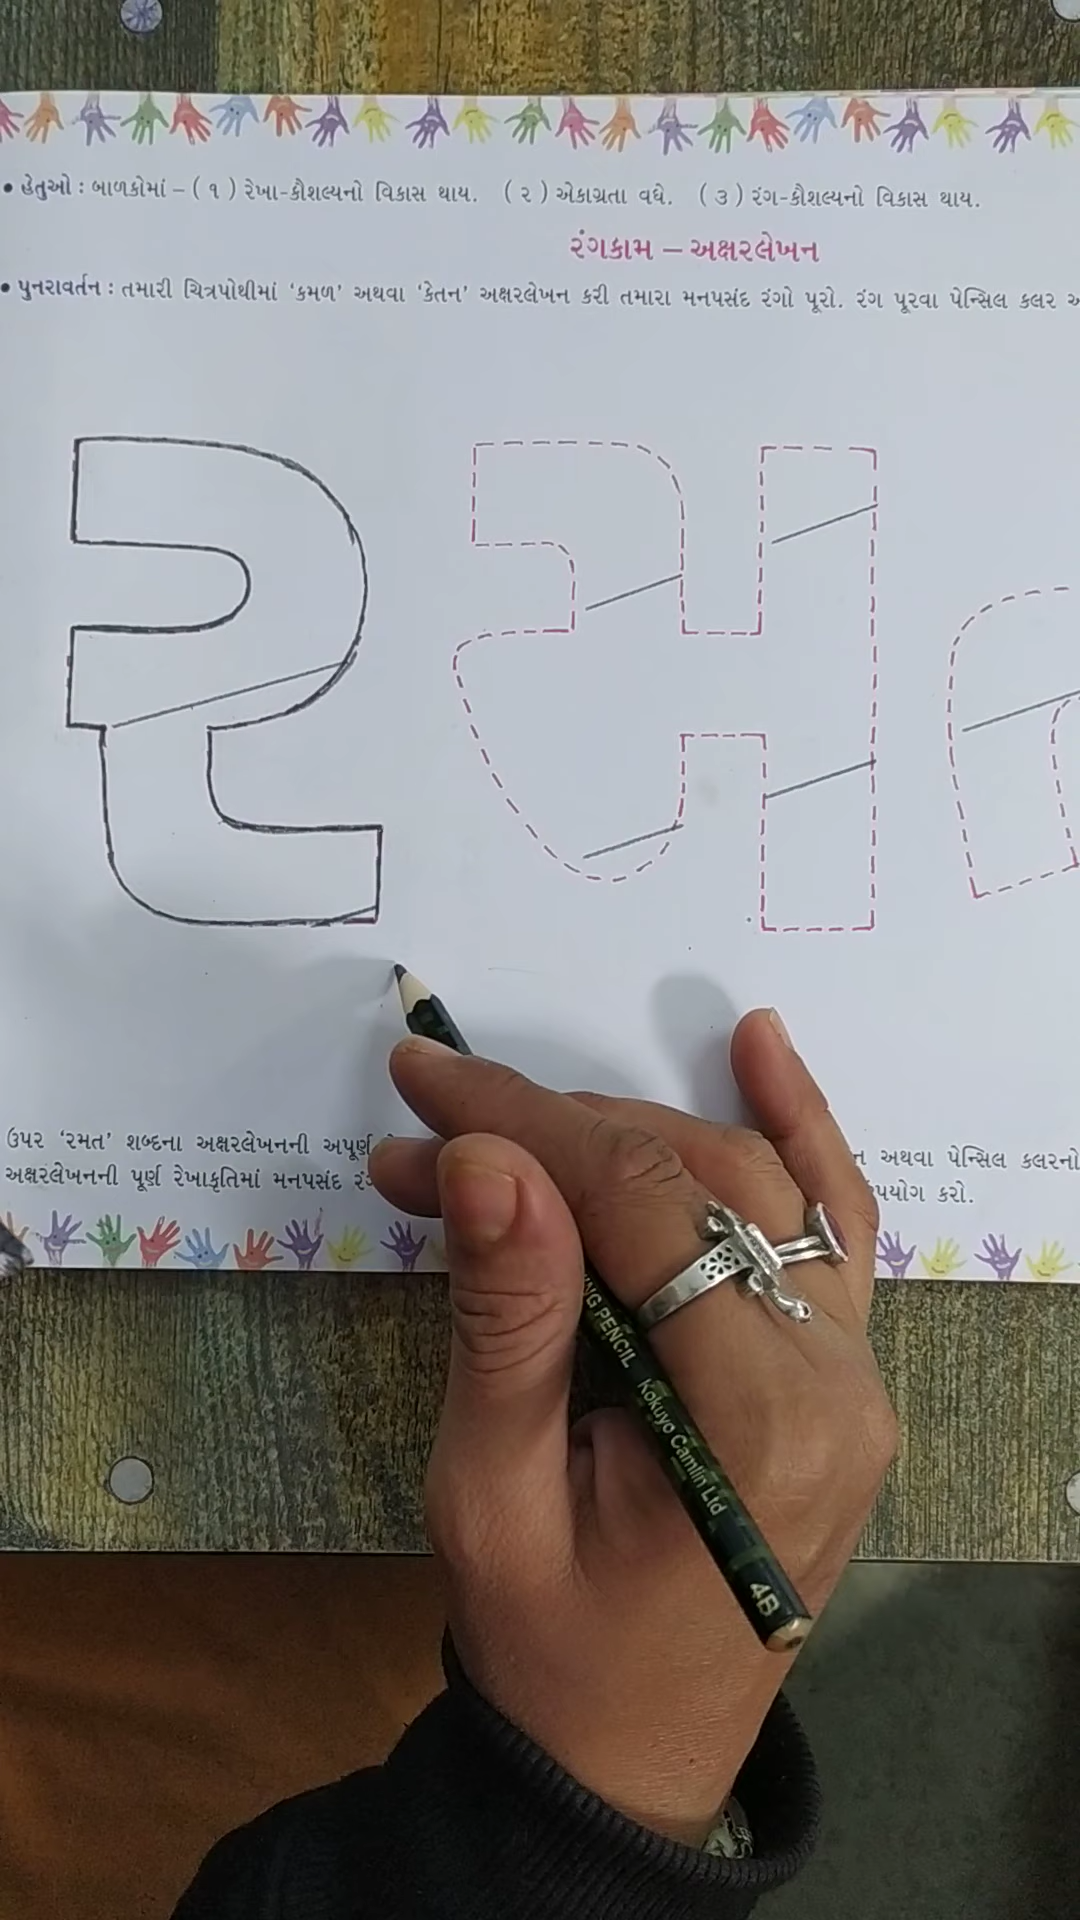 • હેતુઓ : બાળકોમાં – ( ૧ ) રેખા-કૌશલ્યનો વિકાસ થાય. ( ૨ ) એકાગ્રતા વધે. ( ૩ ) રંગ-કૌશલ્યનો વિકાસ થાય.
રંગકામ – અક્ષરલેખન
• પુનરાવર્તન : તમારી ચિત્રપોથીમાં ‘કમળ’ અથવા ‘કેતન’ અક્ષરલેખન કરી તમારા મનપસંદ રંગો પૂરો. રંગ પૂરવા પેન્સિલ કલર
રમત
ઉપર ‘રમત’ શબ્દના અક્ષરલેખનની અપૂર્ણ અથવા પેન્સિલ કલરનો
અક્ષરલેખનની પૂર્ણ રેખાકૃતિમાં મનપસંદ કરો.
PENCIL Kokuyo Camlin Ltd 4B